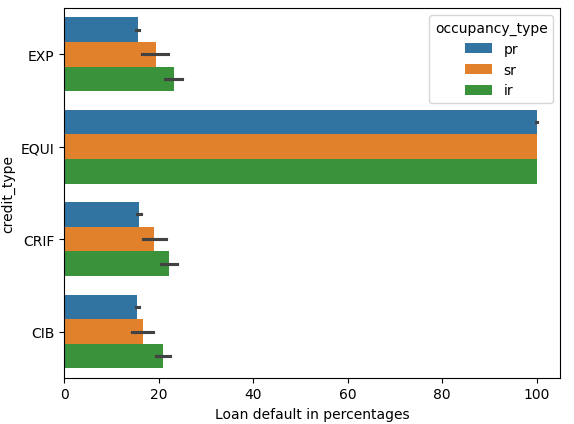 occupancy_type
pr
sr
ir
EXP
EQUI
CRIF
CIB
credit_type
0 20 40 60 80 100
Loan default in percentages